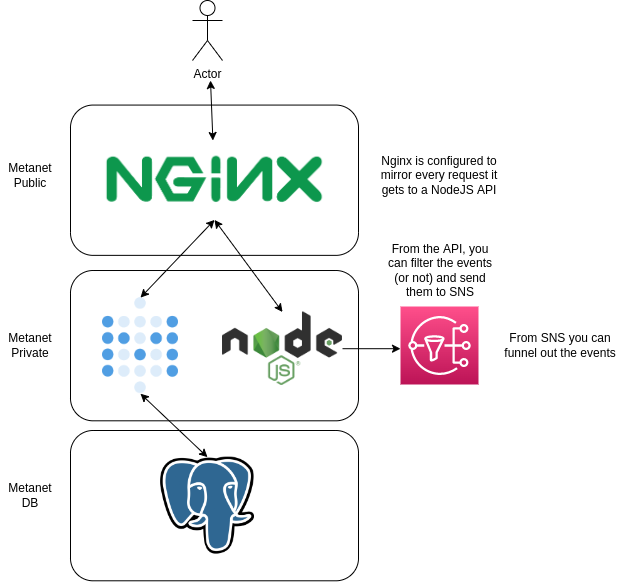 Actor
Metanet
Public
NGiNX
Nginx is configured to
mirror every request it
gets to a NodeJS API
From the API, you
can filter the events
(or not) and send
them to SNS
Metanet
Private
node
JS®
From SNS you can
funnel out the events
Metanet
DB